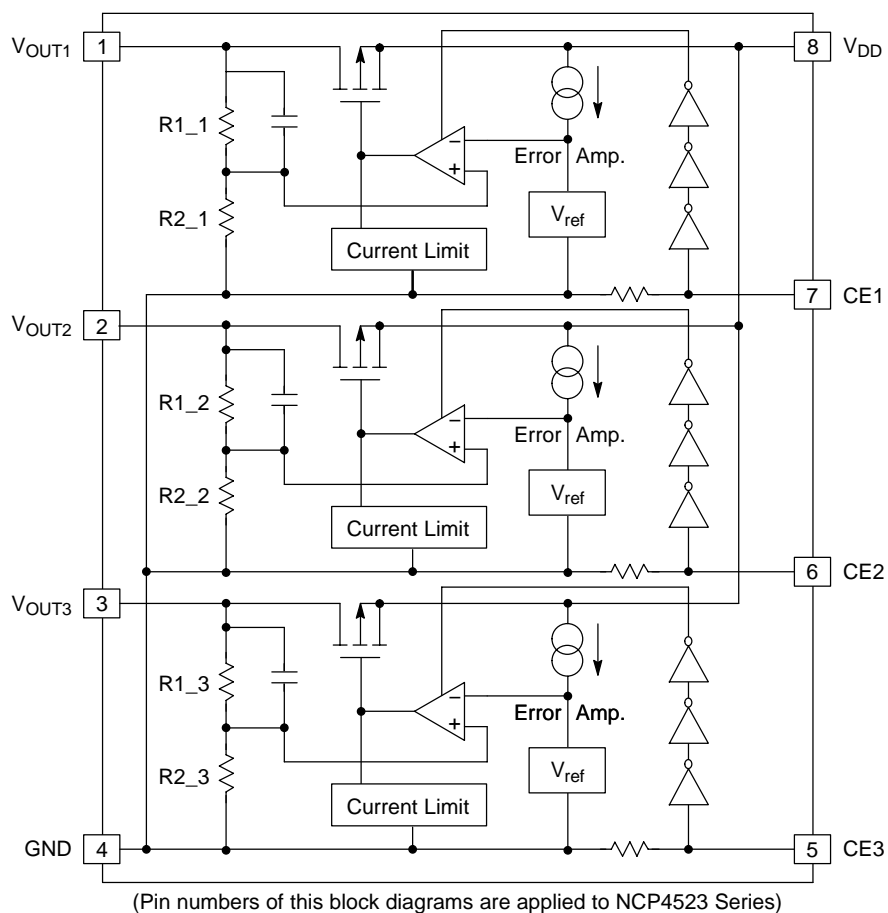 VOUT1 1 8 VDD
R1_1
− +
Error Amp.
R2_1
Vref
Current Limit
7 CE1
VOUT2 2
R1_2
− +
Error Amp.
R2_2
Vref
Current Limit
6 CE2
VOUT3 3
R1_3
− +
Error Amp.
R2_3
Vref
Current Limit
GND 4 5 CE3
(Pin numbers of this block diagrams are applied to NCP4523 Series)